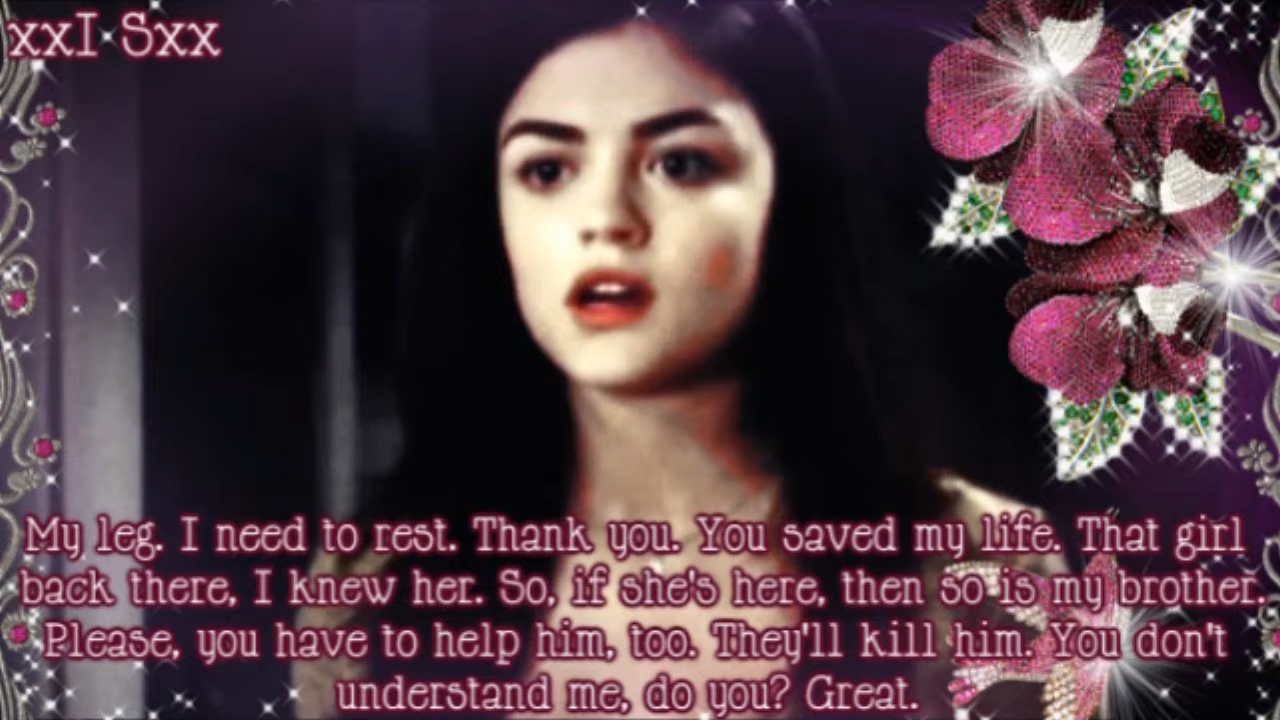 xxI Sxx
My leg. I need to rest. Thank you. You saved my life. That girl
back there, I knew her. So, if she's here, then so is my brother.
Please, you have to help him, too. They'll kill him. You don't
understand me, do you? Great.